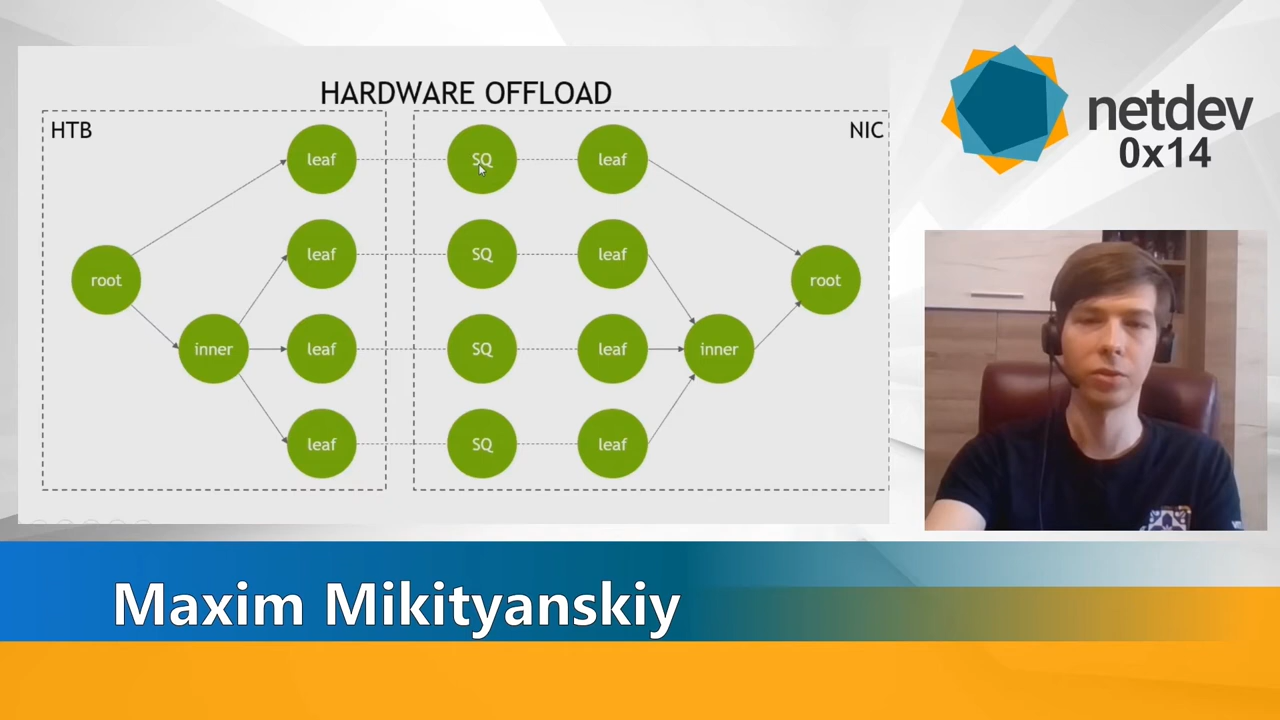 HARDWARE OFFLOAD
HTB
NIC
leaf
SQ
leaf
leaf
SQ
leaf
root
root
inner
leaf
SQ
leaf
inner
leaf
SQ
leaf
netdev
0x14
Maxim Mikityanskiy